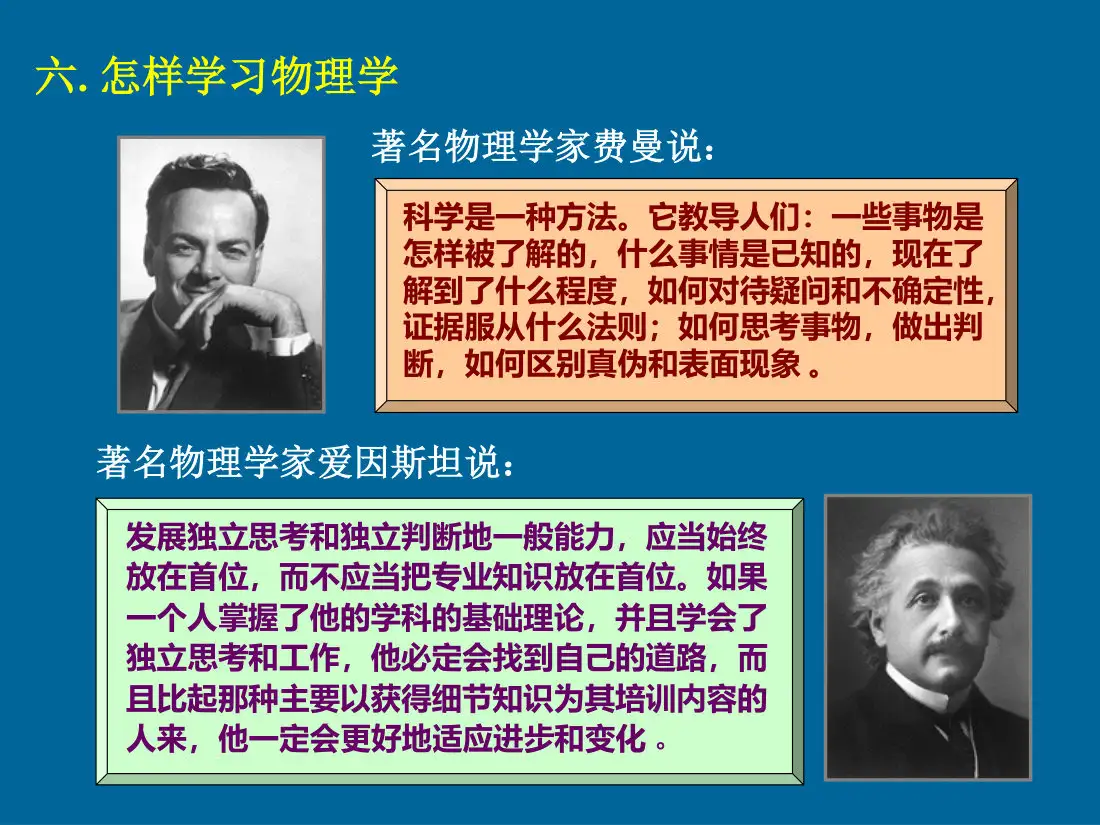 六. 怎样学习物理学
著名物理学家费曼说：
科学是一种方法。它教导人们：一些事物是
怎样被了解的，什么事情是已知的，现在了
解到了什么程度，如何对待疑问和不确定性，
证据服从什么法则；如何思考事物，做出判
断，如何区别真伪和表面现象 。
著名物理学家爱因斯坦说：
发展独立思考和独立判断地一般能力，应当始终
放在首位，而不应当把专业知识放在首位。如果
一个人掌握了他的学科的基础理论，并且学会了
独立思考和工作，他必定会找到自己的道路，而
且比起那种主要以获得细节知识为其培训内容的
人来，他一定会更好地适应进步和变化 。